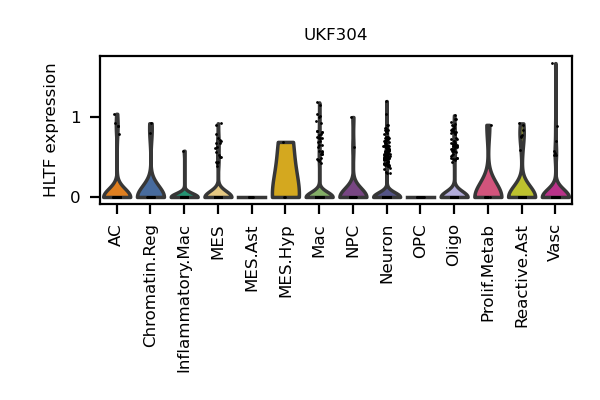 UKF304
HLTF expression
1
0
AC
Chromatin.Reg
Inflammatory.Mac
MES
MES.Ast
MES.Hyp
Mac
NPC
Neuron
OPC
Oligo
Prolif.Metab
Reactive.Ast
Vasc